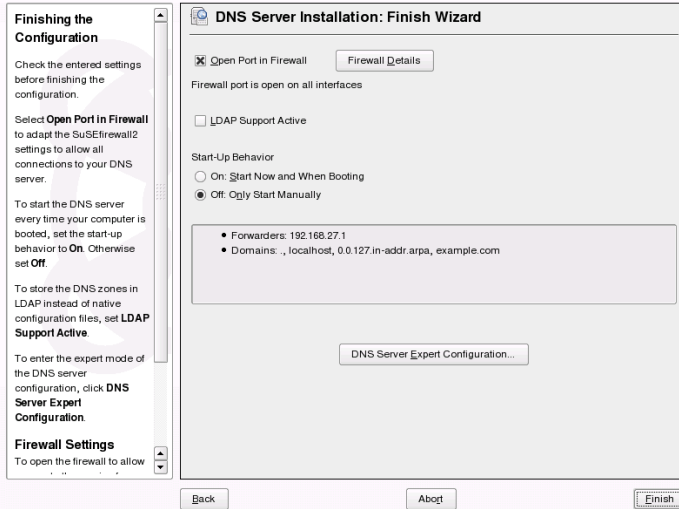 Finishing the
Configuration
Check the entered settings
before finishing the
configuration.
Select Open Port in Firewall
to adapt the SuSEfirewall2
settings to allow all
connections to your DNS
server.
To start the DNS server
every time your computer is
booted, set the start-up
behavior to On. Otherwise
set Off.
To store the DNS zones in
LDAP instead of native
configuration files, set LDAP
Support Active.
To enter the expert mode of
the DNS server
configuration, click DNS
Server Expert
Configuration.
Firewall Settings
To open the firewall to allow
DNS Server Installation: Finish Wizard
Open Port in Firewall
Firewall Details
Firewall port is open on all interfaces
LDAP Support Active
Start-Up Behavior
On: Start Now and When Booting
Off: Only Start Manually
• Forwarders: 192.168.27.1
• Domains: ., localhost, 0.0.127.in-addr.arpa, example.com
DNS Server Expert Configuration...
Back
Abort
Finish